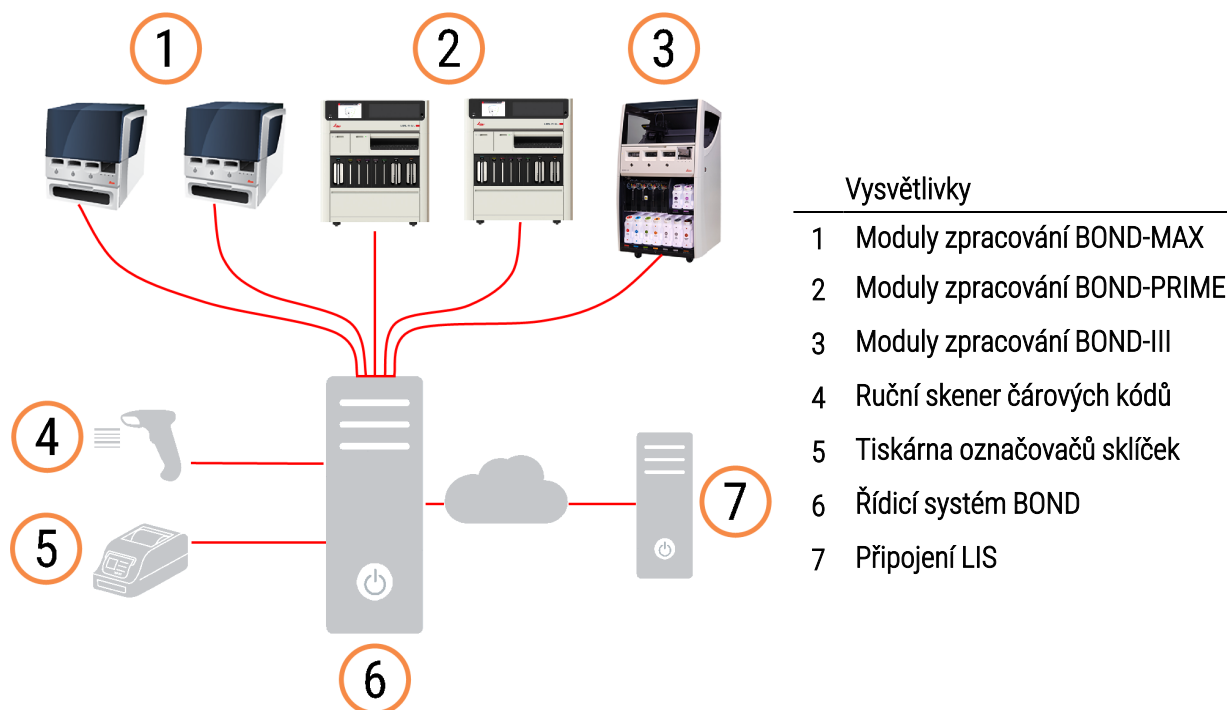 1
2
3
4
5
6
7
Vysvětlivky
1 Moduly zpracování BOND-MAX
2 Moduly zpracování BOND-PRIME
3 Moduly zpracování BOND-III
4 Ruční skener čárových kódů
5 Tiskárna označovačů sklíček
6 Řídicí systém BOND
7 Připojení LIS